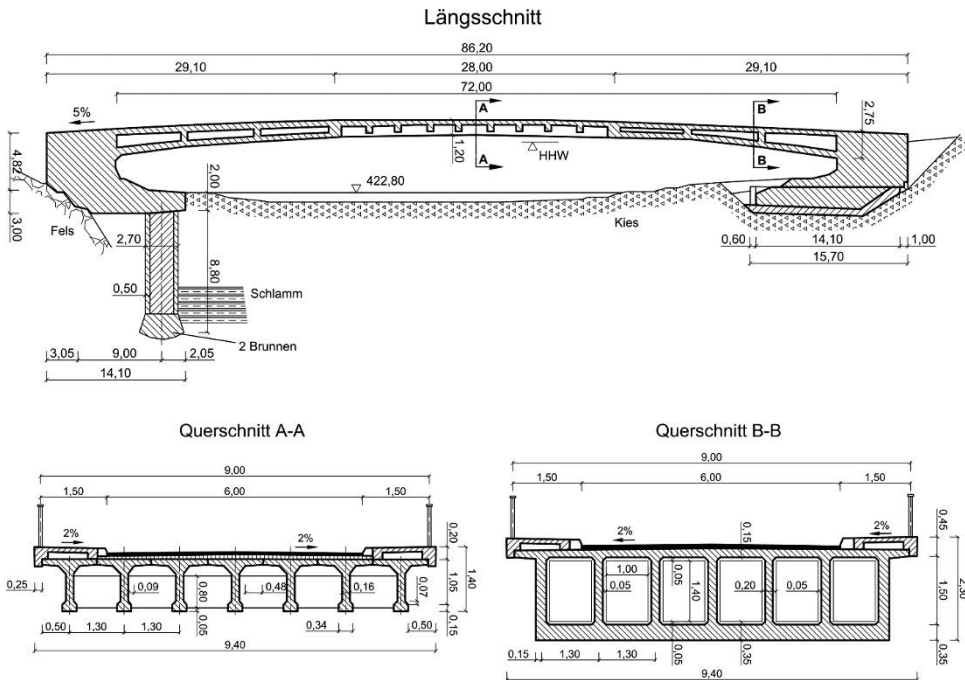 Längsschnitt
86,20
29,10 28,00 29,10
72,00
5%
A B
2,75
4,82
1,20
HHW
A B
2,00
422,80
3,00
Fels
Kies
2,70
8,80
0,60 14,10 1,00
15,70
0,50
Schlamm
2 Brunnen
3,05 9,00 2,05
14,10
Querschnitt A-A
9,00
1,50 6,00 1,50
2% 2%
0,20
1,05
1,40
0,25
0,09
0,80
0,48
0,16
0,07
0,05
0,15
0,50 1,30 1,30
0,34
0,50
9,40
Querschnitt B-B
9,00
1,50 6,00 1,50
2% 2%
0,15
0,45
2,30
1,00
0,05
0,05
1,40
0,20
0,05
1,50
0,15 1,30 1,30
0,05
0,35
0,35
9,40